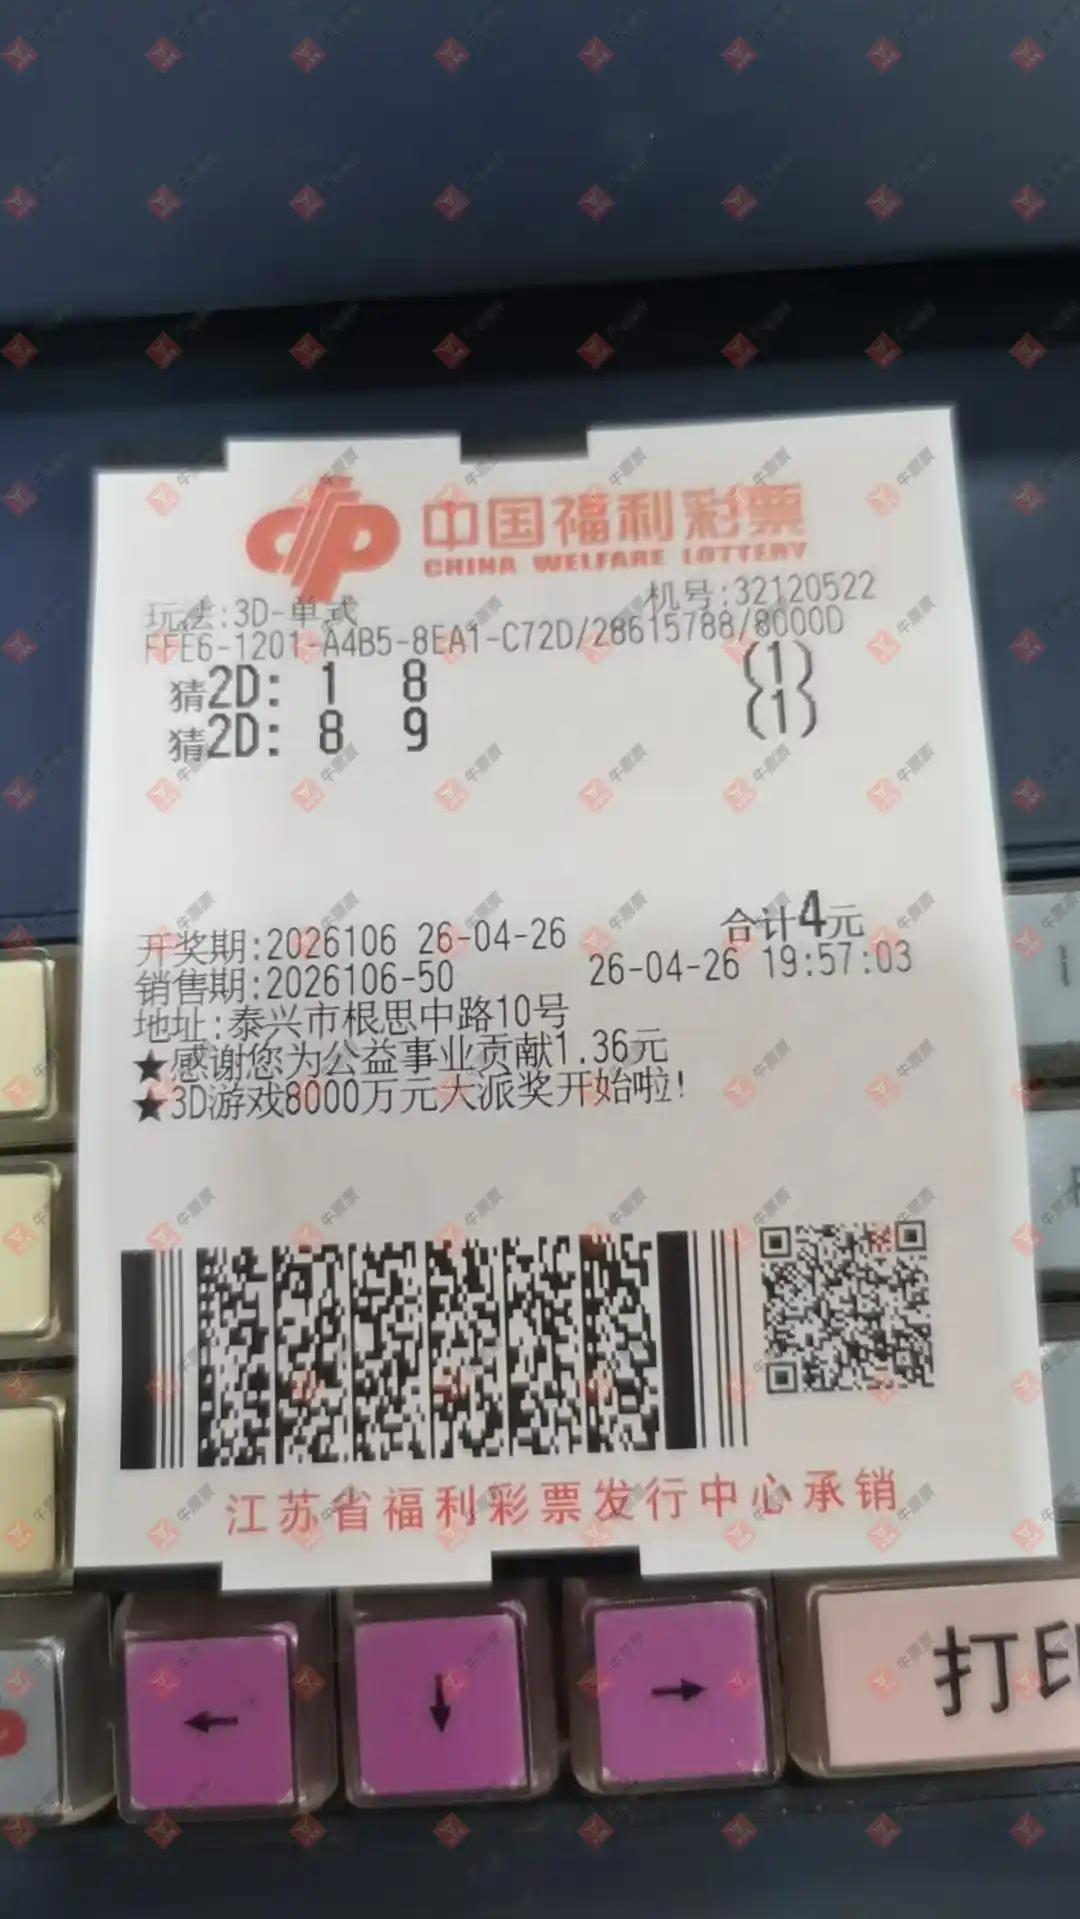 中国福利彩票
CHINA WELFARE LOTTERY
玩法:3D-单式 机号:32120522
FFE6-1201-A4B5-8EA1-C72D/28615788/8000D
猜2D: 1 8 (1)
猜2D: 8 9 (1)
合计4元
开奖期:2026106 26-04-26
销售期:2026106-50 26-04-26 19:57:03
地址:泰兴市根思中路10号
★感谢您为公益事业贡献1.36元
★3D游戏8000万元大派奖开始啦!
江苏省福利彩票发行中心承销
← ↓ →
打印
牛票票